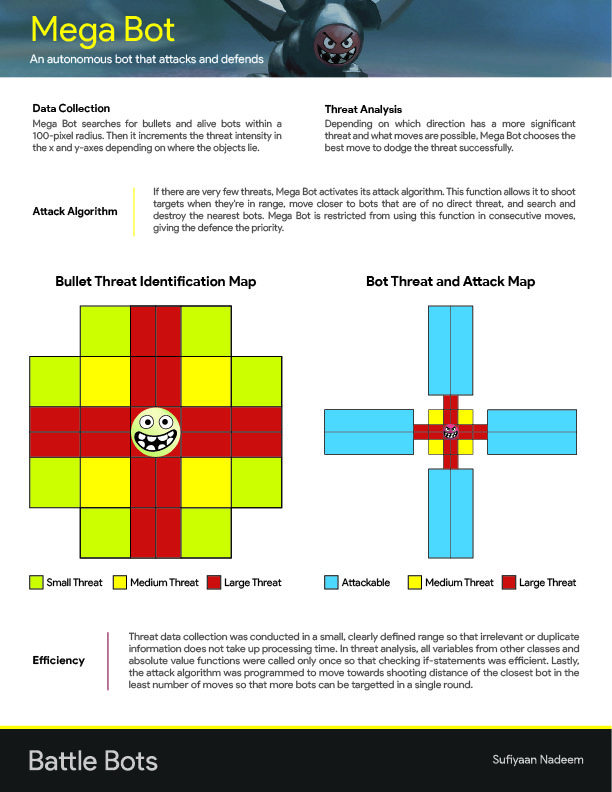 Mega Bot
An autonomous bot that attacks and defends
Data Collection
Mega Bot searches for bullets and alive bots within a
100-pixel radius. Then it increments the threat intensity in
the x and y-axes depending on where the objects lie.
Threat Analysis
Depending on which direction has a more significant
threat and what moves are possible, Mega Bot chooses the
best move to dodge the threat successfully.
Attack Algorithm
If there are very few threats, Mega Bot activates its attack algorithm. This function allows it to shoot
targets when they're in range, move closer to bots that are of no direct threat, and search and
destroy the nearest bots. Mega Bot is restricted from using this function in consecutive moves,
giving the defence the priority.
Bullet Threat Identification Map
Bot Threat and Attack Map
Small Threat
Medium Threat
Large Threat
Attackable
Medium Threat
Large Threat
Efficiency
Threat data collection was conducted in a small, clearly defined range so that irrelevant or duplicate
information does not take up processing time. In threat analysis, all variables from other classes and
absolute value functions were called only once so that checking if-statements was efficient. Lastly,
the attack algorithm was programmed to move towards shooting distance of the closest bot in the
least number of moves so that more bots can be targetted in a single round.
Battle Bots
Sufiyaan Nadeem